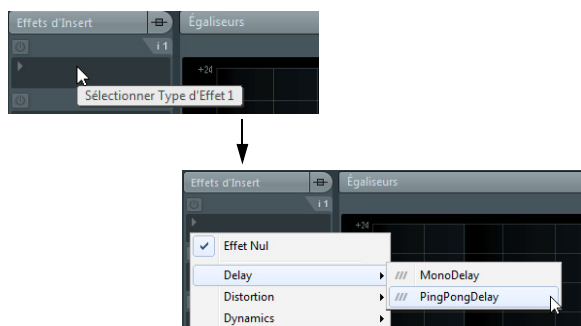 Effets d'Insert
Égaliseurs
i 1
+24
Sélectionner Type d'Effet 1
Effets d'Insert
Égaliseurs
i 1
+24
Effet Nul
Delay
MonoDelay
Distortion
PingPongDelay
Dynamics